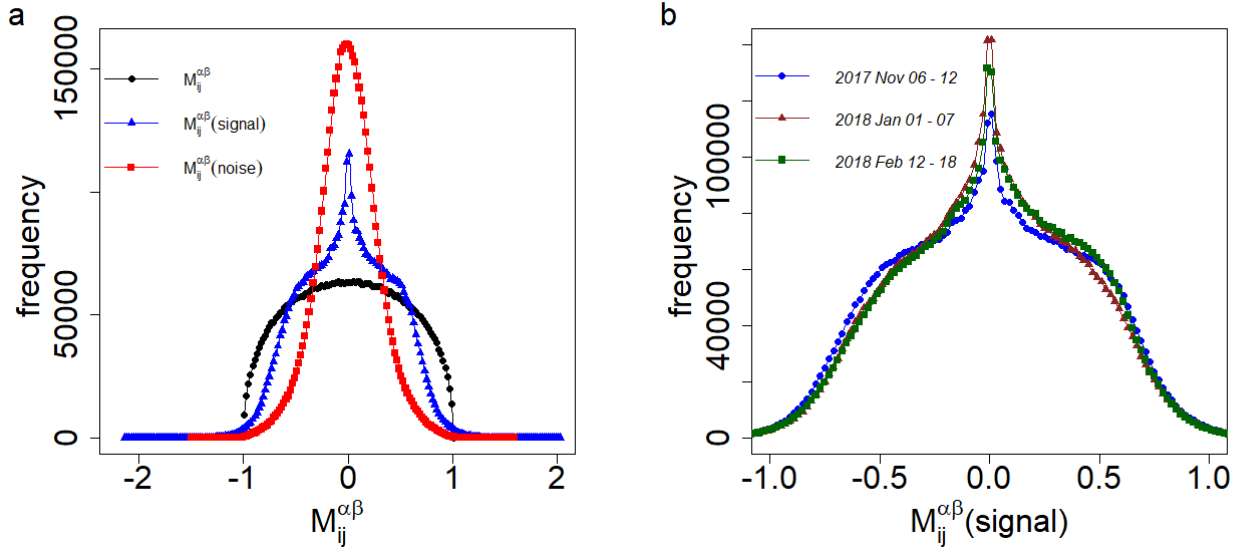 a
frequency
0
50000
1500000
-2
-1
0
1
2
M_ij^αβ
M_ij^αβ
M_ij^αβ(signal)
M_ij^αβ(noise)
b
frequency
0
40000
100000
-1.0
-0.5
0.0
0.5
1.0
M_ij^αβ(signal)
2017 Nov 06 - 12
2018 Jan 01 - 07
2018 Feb 12 - 18